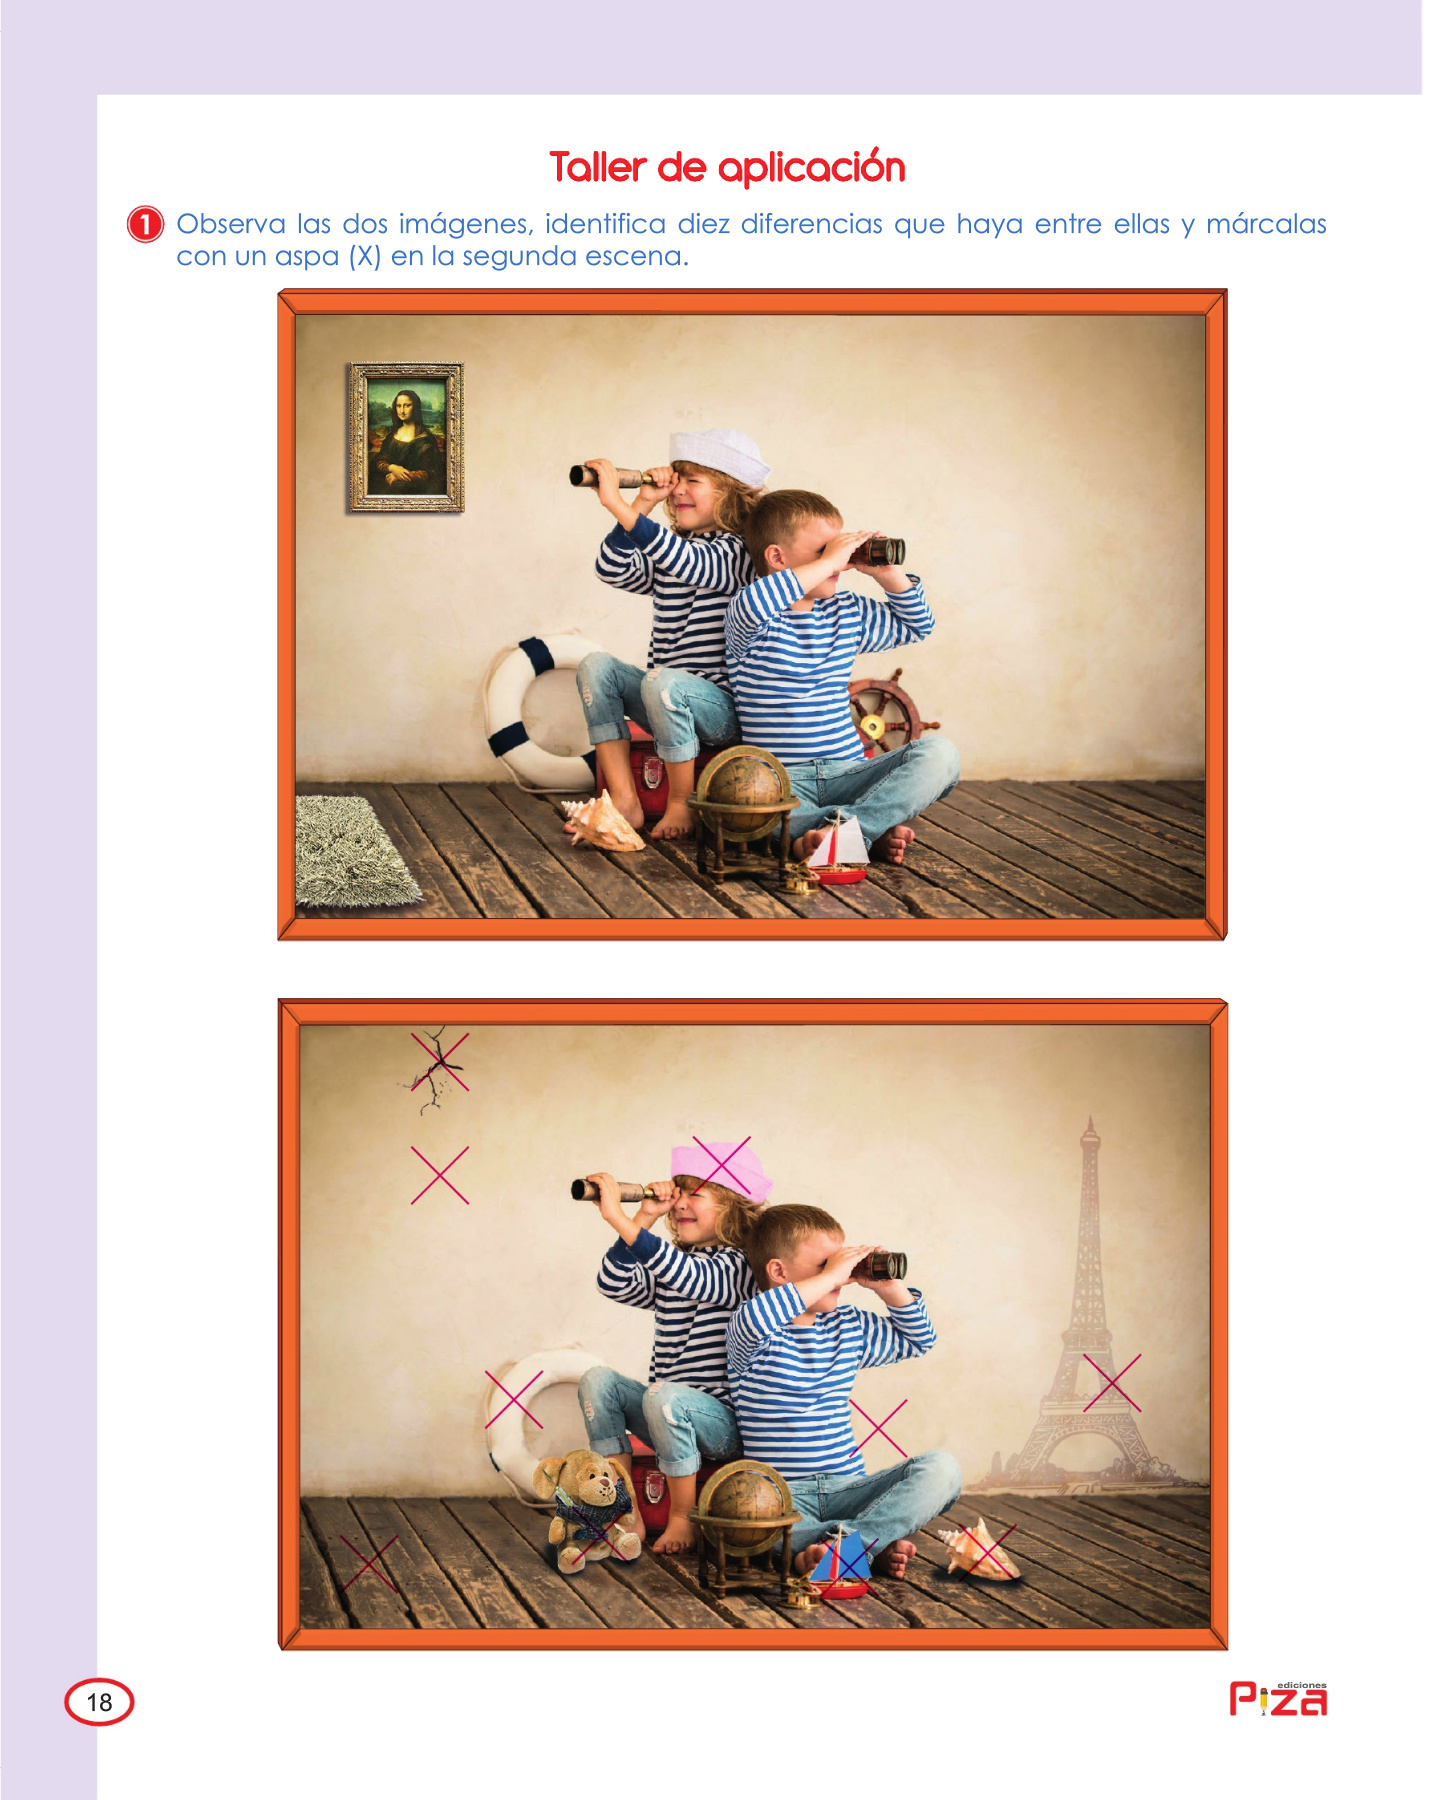 Taller de aplicación
1 Observa las dos imágenes, identifica diez diferencias que haya entre ellas y márcalas
con un aspa (X) en la segunda escena.
18
ediciones
Piza